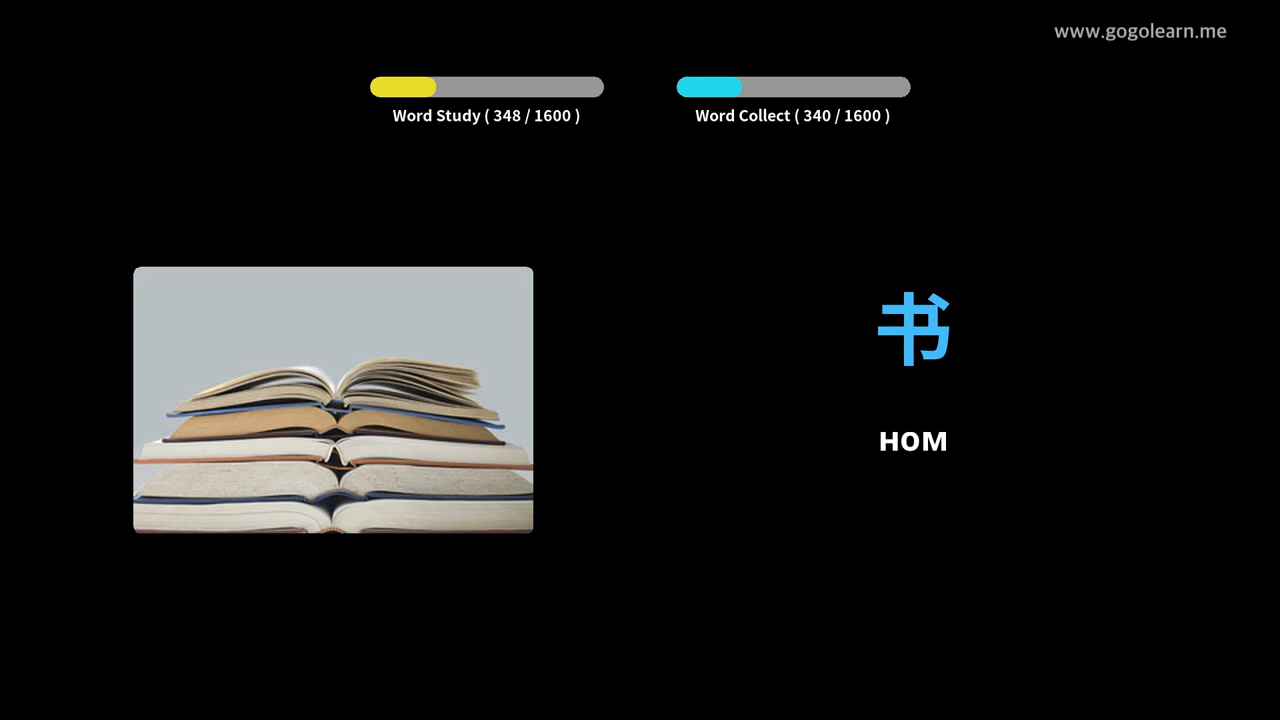 www.gogolearn.me
Word Study ( 348 / 1600 )
Word Collect ( 340 / 1600 )
书
ном